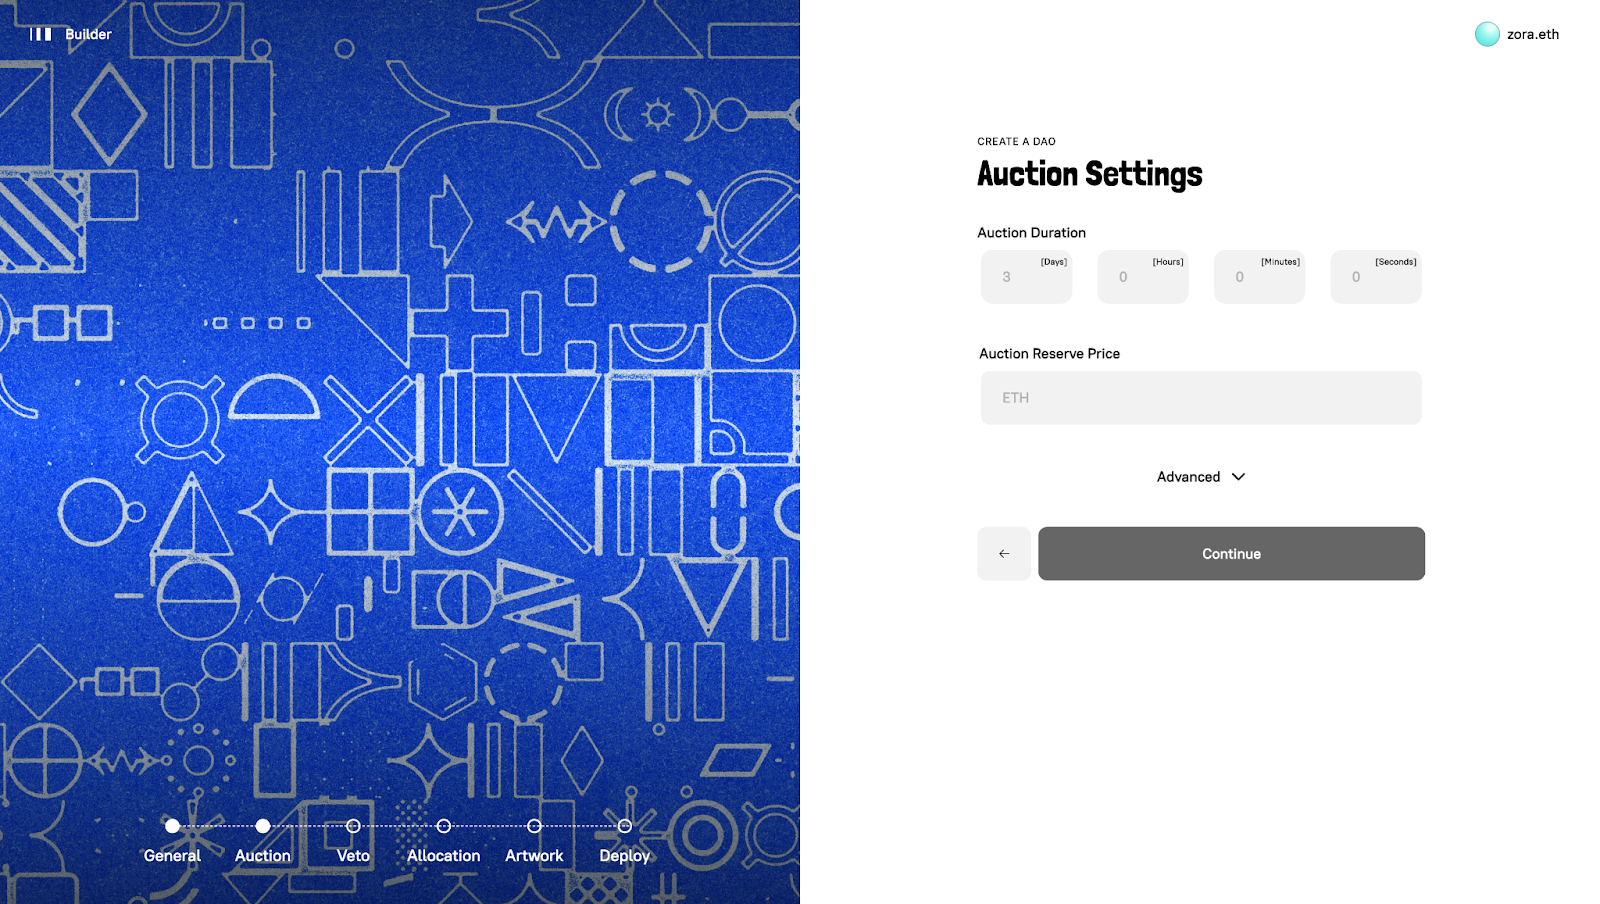 Builder
zora.eth
CREATE A DAO
Auction Settings
Auction Duration
3 [Days]
0 [Hours]
0 [Minutes]
0 [Seconds]
Auction Reserve Price
ETH
Advanced
← Continue
General Auction Veto Allocation Artwork Deploy